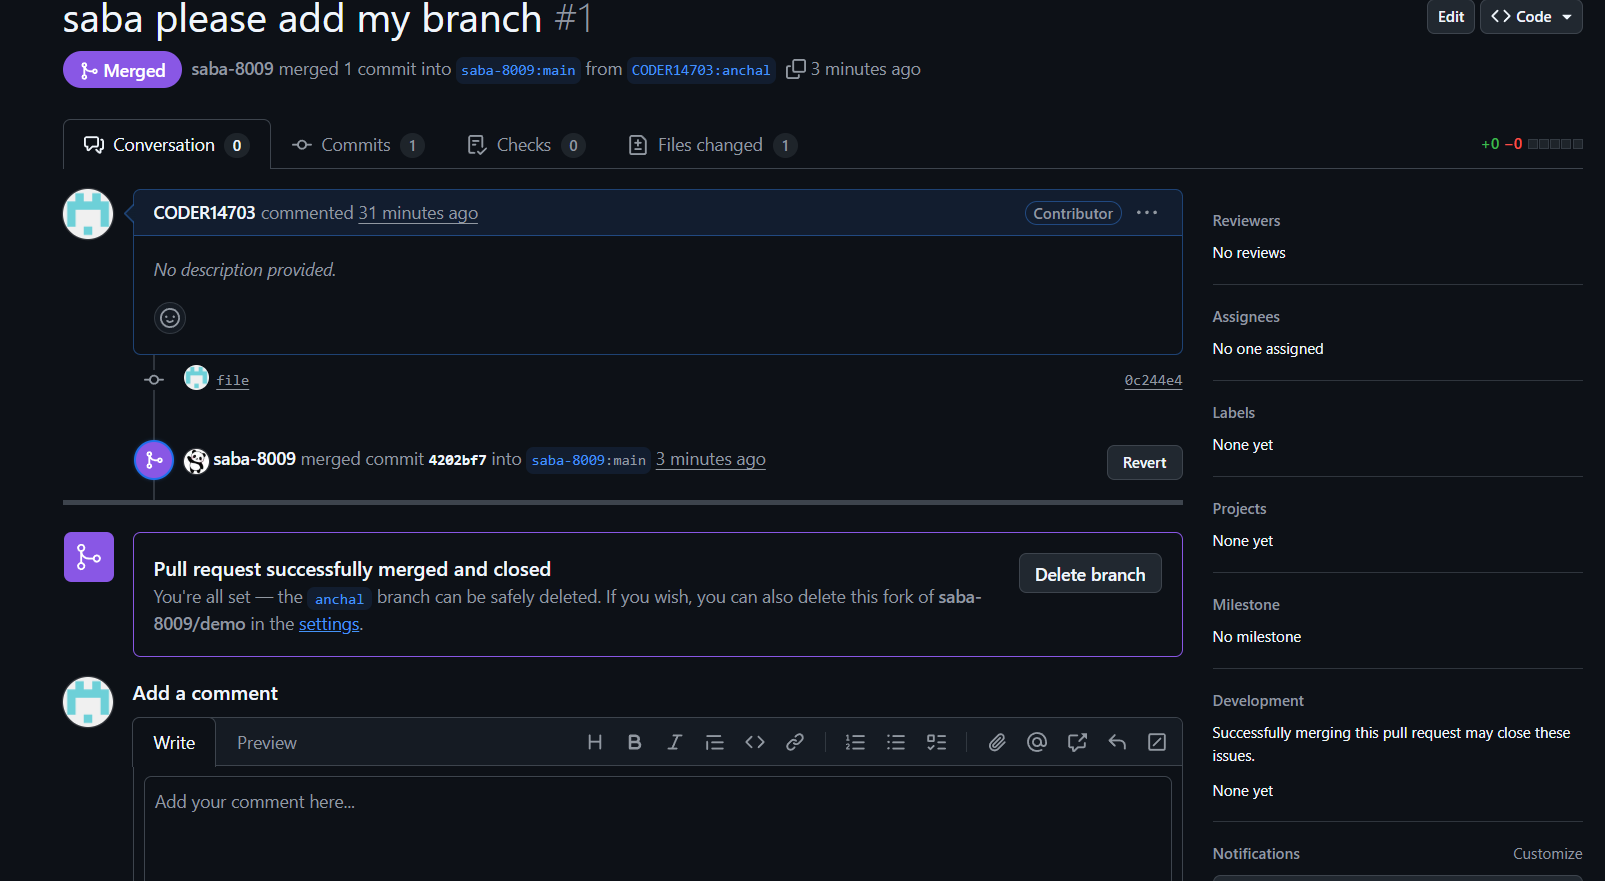 saba please add my branch #1
Edit
Code
Merged
saba-8009 merged 1 commit into saba-8009:main from CODER14703:anchal 3 minutes ago
Conversation 0
Commits 1
Checks 0
Files changed 1
+0 −0
CODER14703 commented 31 minutes ago
Contributor
No description provided.
file
0c244e4
saba-8009 merged commit 4202bf7 into saba-8009:main 3 minutes ago
Revert
Pull request successfully merged and closed
You're all set — the anchal branch can be safely deleted. If you wish, you can also delete this fork of saba-
8009/demo in the settings.
Delete branch
Add a comment
Write
Preview
Add your comment here...
Reviewers
No reviews
Assignees
No one assigned
Labels
None yet
Projects
None yet
Milestone
No milestone
Development
Successfully merging this pull request may close these
issues.
None yet
Notifications
Customize